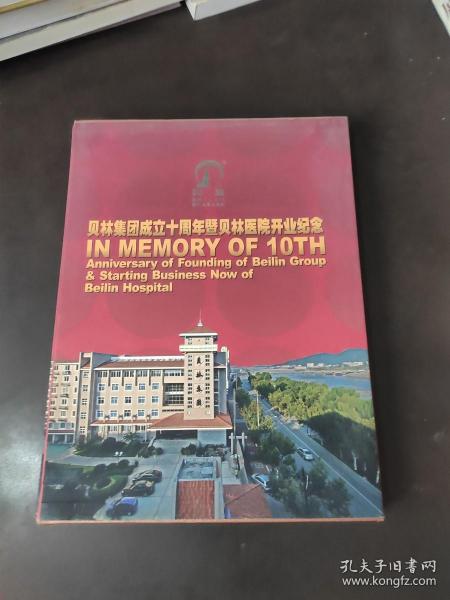 贝林集团成立十周年暨贝林医院开业纪念
IN MEMORY OF 10TH
Anniversary of Founding of Beilin Group
& Starting Business Now of
Beilin Hospital
贝林集团
孔夫子旧书网
www.kongfz.com